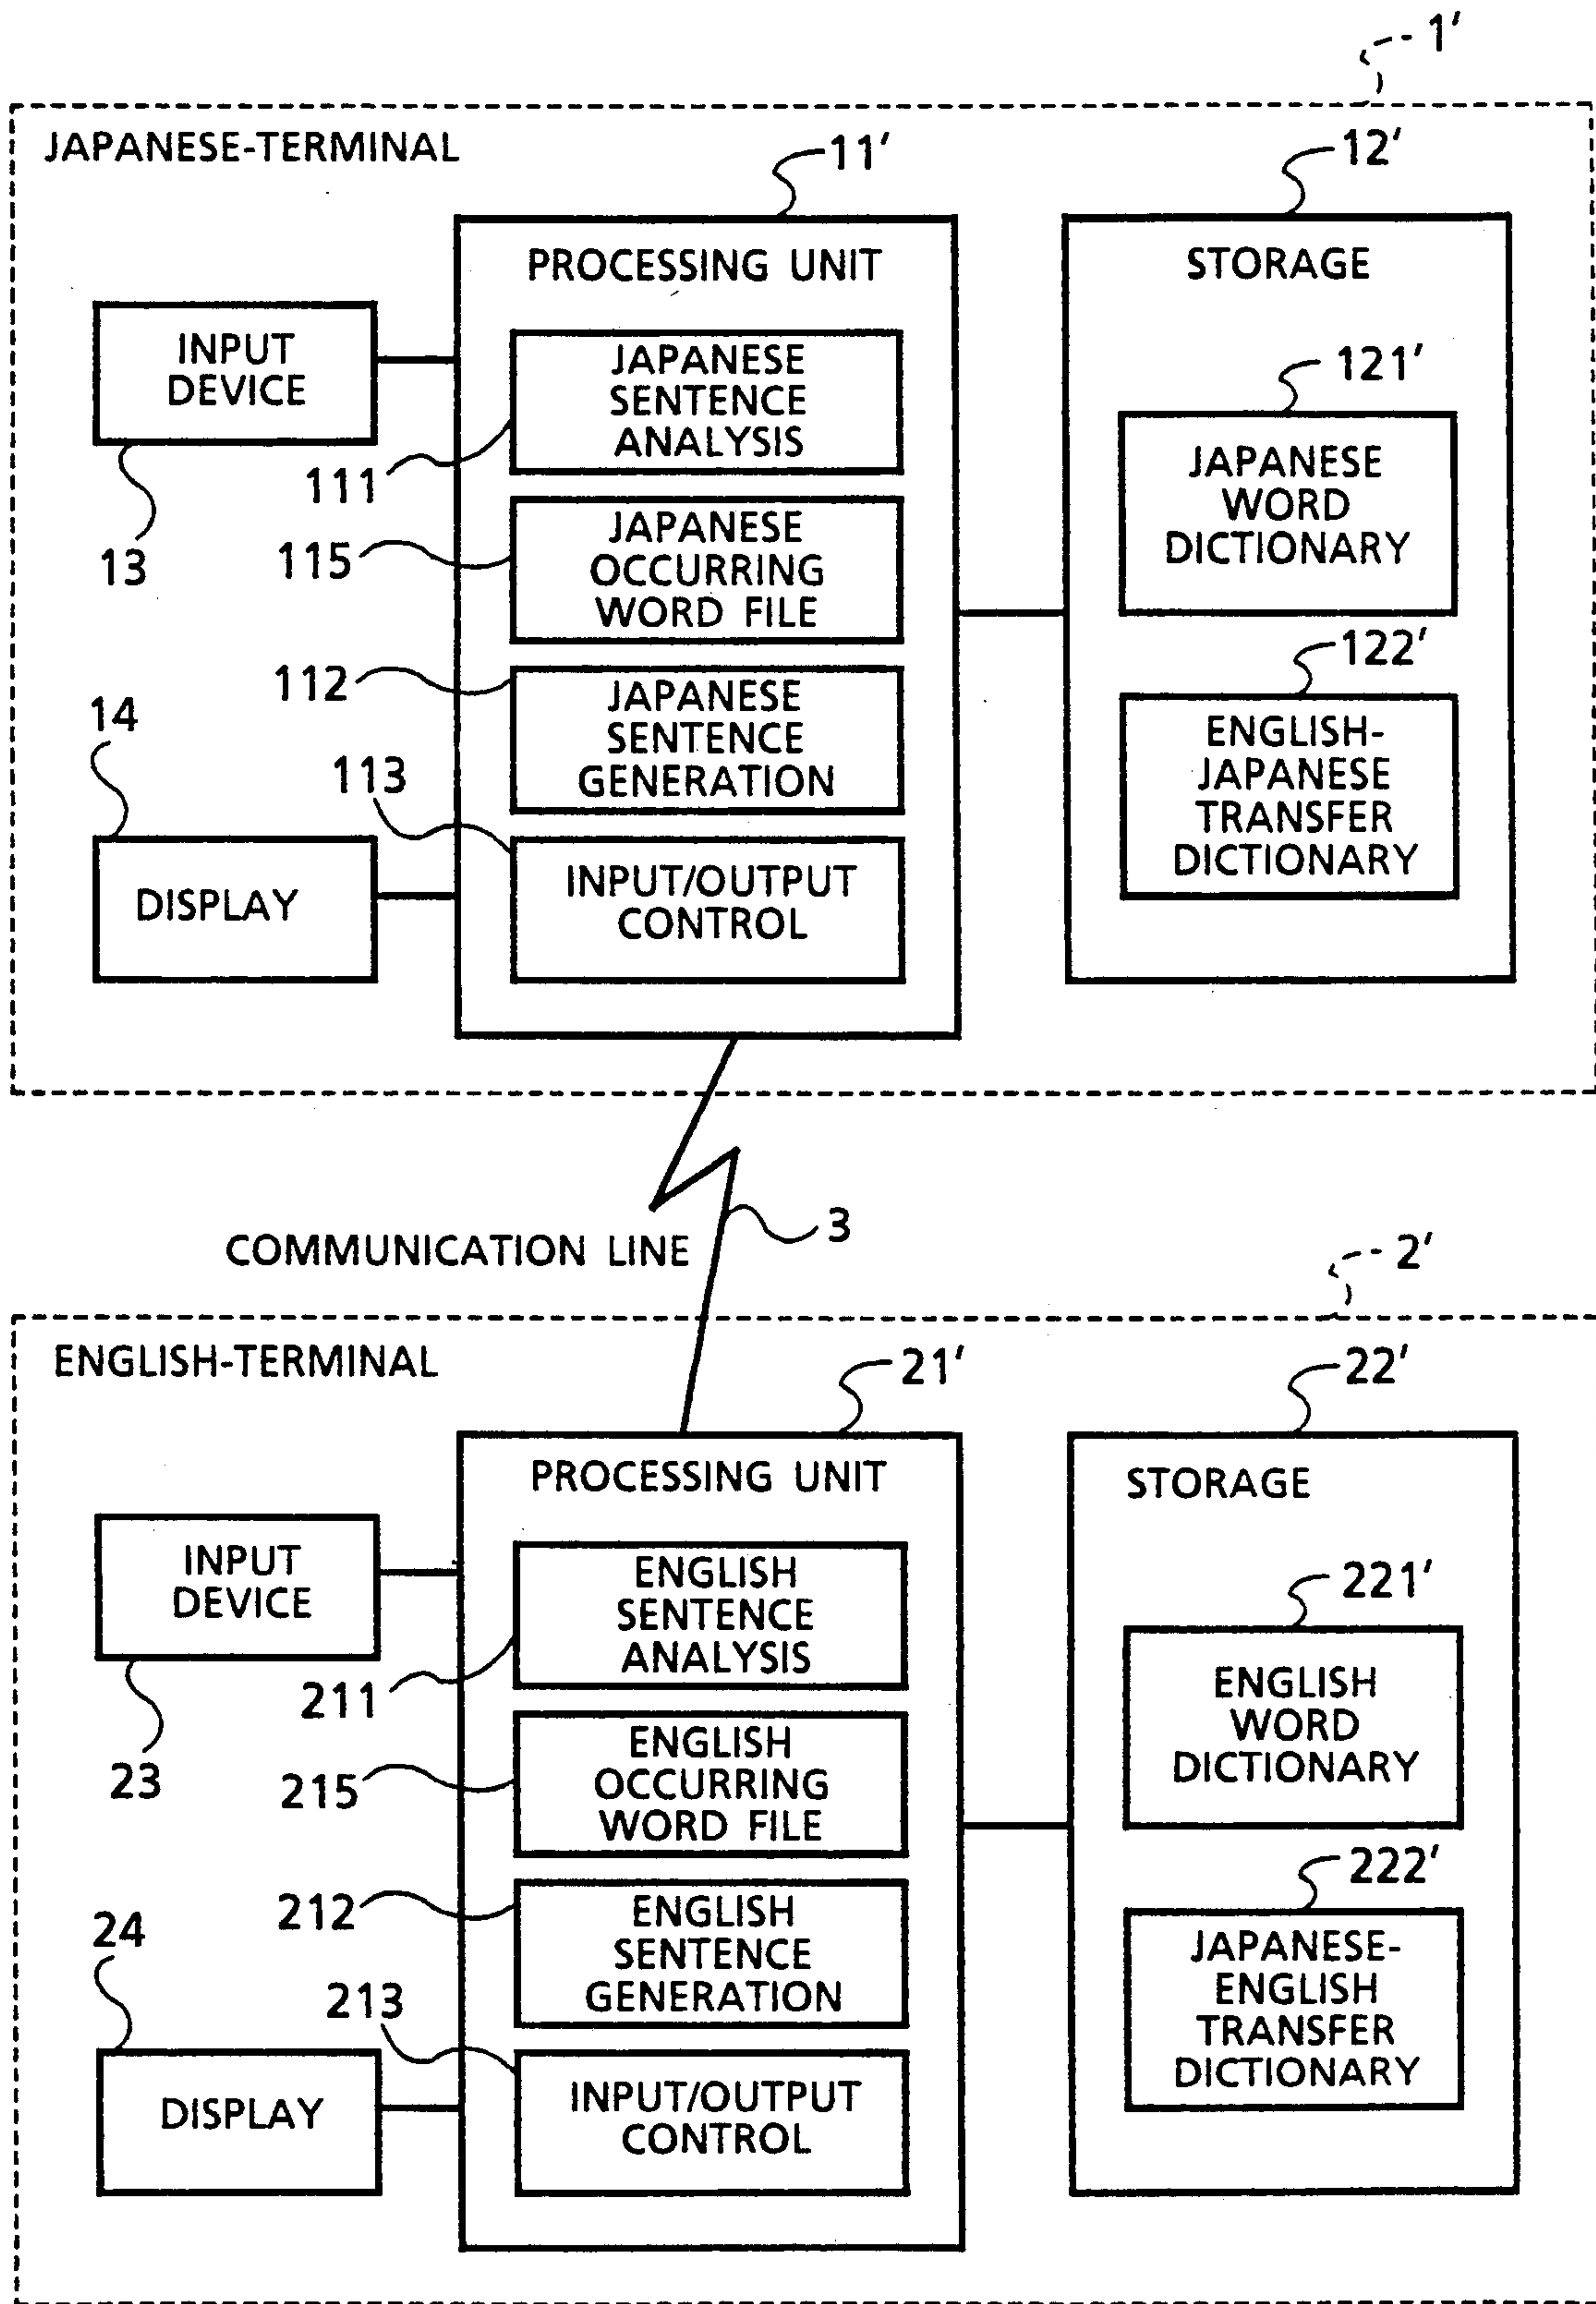 1′
JAPANESE-TERMINAL
11′
12′
PROCESSING UNIT
STORAGE
INPUT
DEVICE
13
JAPANESE
SENTENCE
ANALYSIS
111
121′
JAPANESE
WORD
DICTIONARY
115
JAPANESE
OCCURRING
WORD FILE
112
JAPANESE
SENTENCE
GENERATION
122′
ENGLISH-
JAPANESE
TRANSFER
DICTIONARY
14
DISPLAY
113
INPUT/OUTPUT
CONTROL
COMMUNICATION LINE
3
2′
ENGLISH-TERMINAL
21′
22′
PROCESSING UNIT
STORAGE
INPUT
DEVICE
23
ENGLISH
SENTENCE
ANALYSIS
211
221′
ENGLISH
WORD
DICTIONARY
215
ENGLISH
OCCURRING
WORD FILE
212
ENGLISH
SENTENCE
GENERATION
222′
JAPANESE-
ENGLISH
TRANSFER
DICTIONARY
24
DISPLAY
213
INPUT/OUTPUT
CONTROL